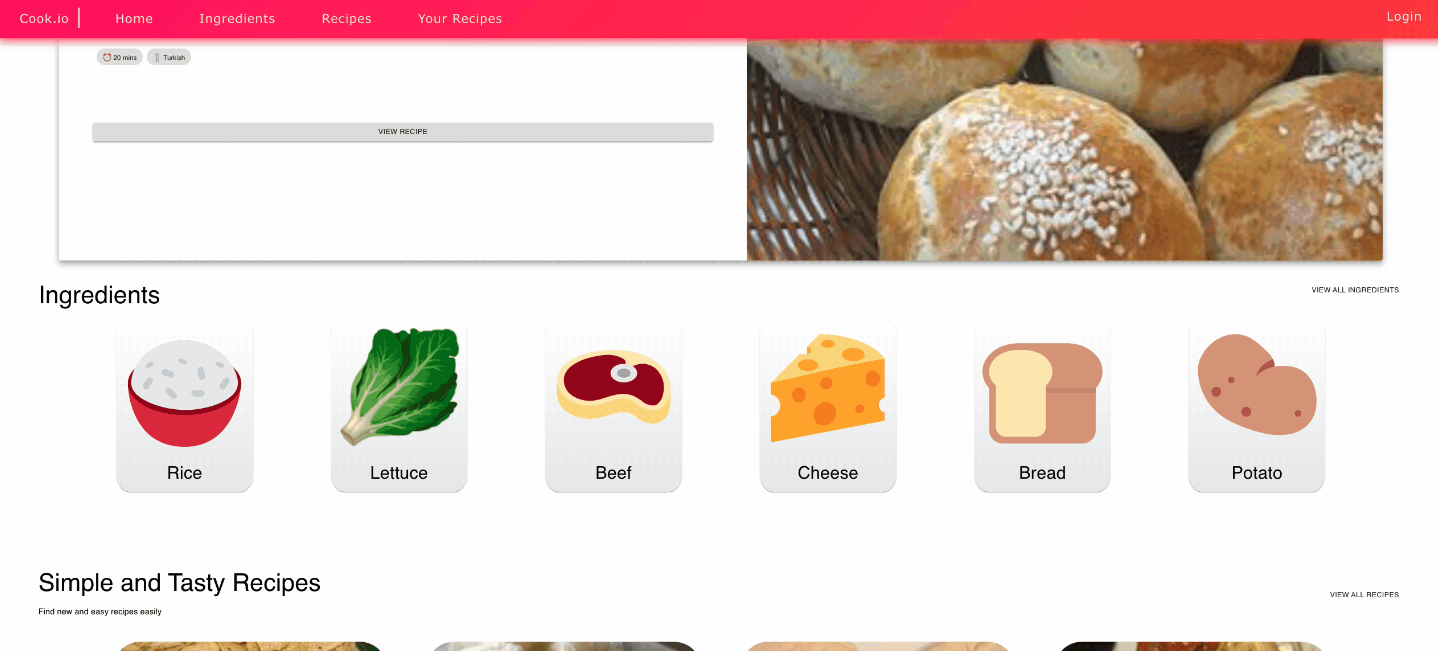 Cook.io Home Ingredients Recipes Your Recipes Login
20 mins Turkish
VIEW RECIPE
Ingredients
VIEW ALL INGREDIENTS
Rice Lettuce Beef Cheese Bread Potato
Simple and Tasty Recipes
VIEW ALL RECIPES
Find new and easy recipes easily